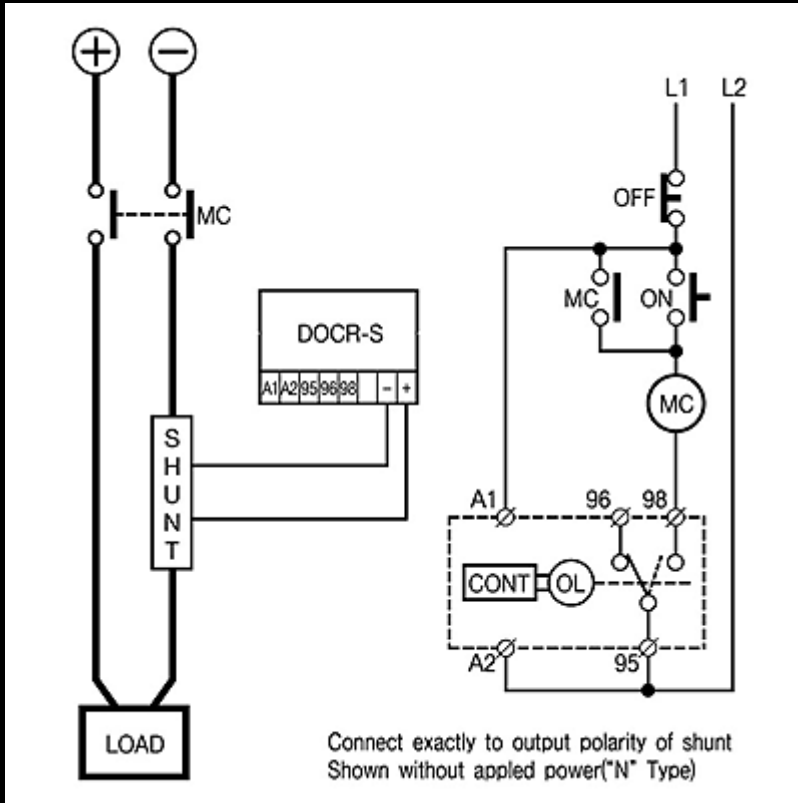 + −
MC
DOCR-S
A1 A2 95 96 98 − +
SHUNT
LOAD
L1 L2
OFF
MC ON
MC
A1 96 98
CONT OL
A2 95
Connect exactly to output polarity of shunt
Shown without appled power("N" Type)